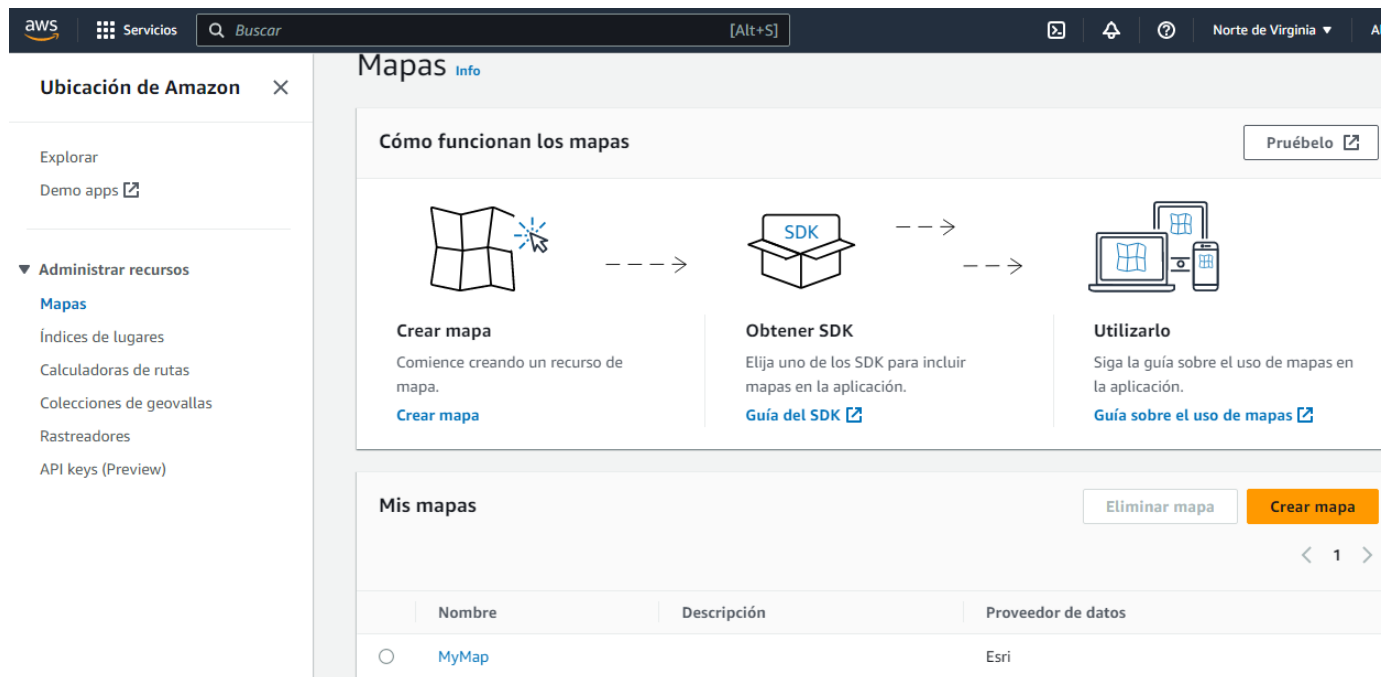 aws
Servicios
Buscar
[Alt+S]
Norte de Virginia
Ubicación de Amazon
Explorar
Demo apps
Administrar recursos
Mapas
Índices de lugares
Calculadoras de rutas
Colecciones de geovallas
Rastreadores
API keys (Preview)
Mapas Info
Cómo funcionan los mapas
Pruébelo
SDK
Crear mapa
Comience creando un recurso de
mapa.
Crear mapa
Obtener SDK
Elija uno de los SDK para incluir
mapas en la aplicación.
Guía del SDK
Utilizarlo
Siga la guía sobre el uso de mapas en
la aplicación.
Guía sobre el uso de mapas
Mis mapas
Eliminar mapa
Crear mapa
1
Nombre
Descripción
Proveedor de datos
MyMap
Esri